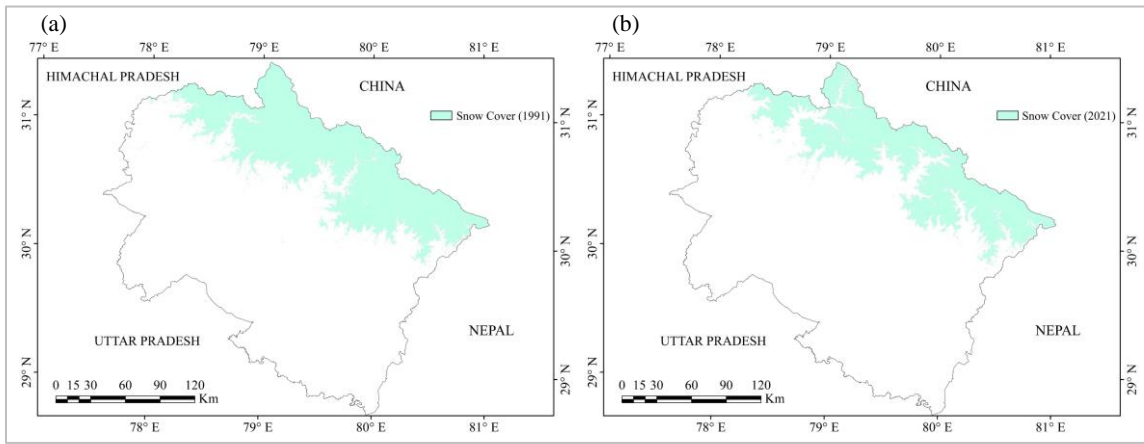 (a)
77° E 78° E 79° E 80° E 81° E
HIMACHAL PRADESH
CHINA
Snow Cover (1991)
31° N
31° N
30° N
30° N
NEPAL
UTTAR PRADESH
29° N
29° N
0 15 30 60 90 120
Km
78° E 79° E 80° E 81° E
(b)
77° E 78° E 79° E 80° E 81° E
HIMACHAL PRADESH
CHINA
Snow Cover (2021)
31° N
31° N
30° N
30° N
NEPAL
UTTAR PRADESH
29° N
29° N
0 15 30 60 90 120
Km
78° E 79° E 80° E 81° E